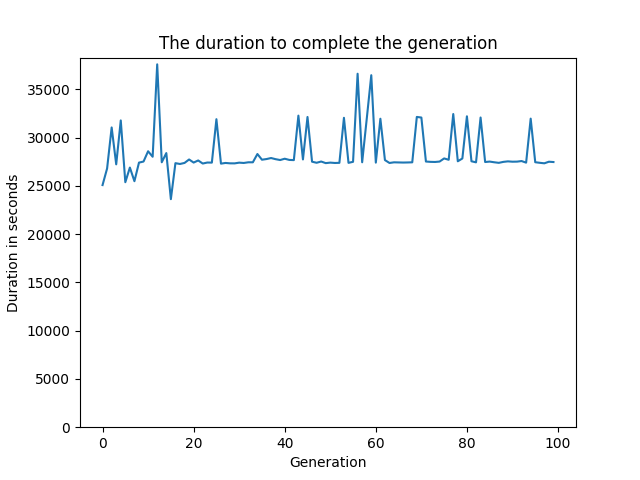 The duration to complete the generation
35000
30000
25000
20000
15000
10000
5000
0
Duration in seconds
0 20 40 60 80 100
Generation